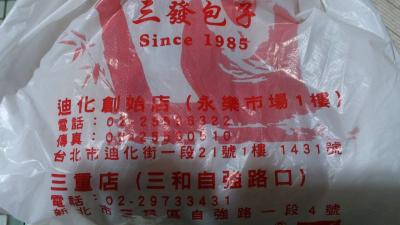 三發包子
Since 1985
迪化創始店（永樂市場1樓）
電話：02-25596322
傳真：
台北市迪化街一段21號1樓 1431號
三重店（三和自強路口）
電話：02-29733431
新北市三重區自強路一段4號